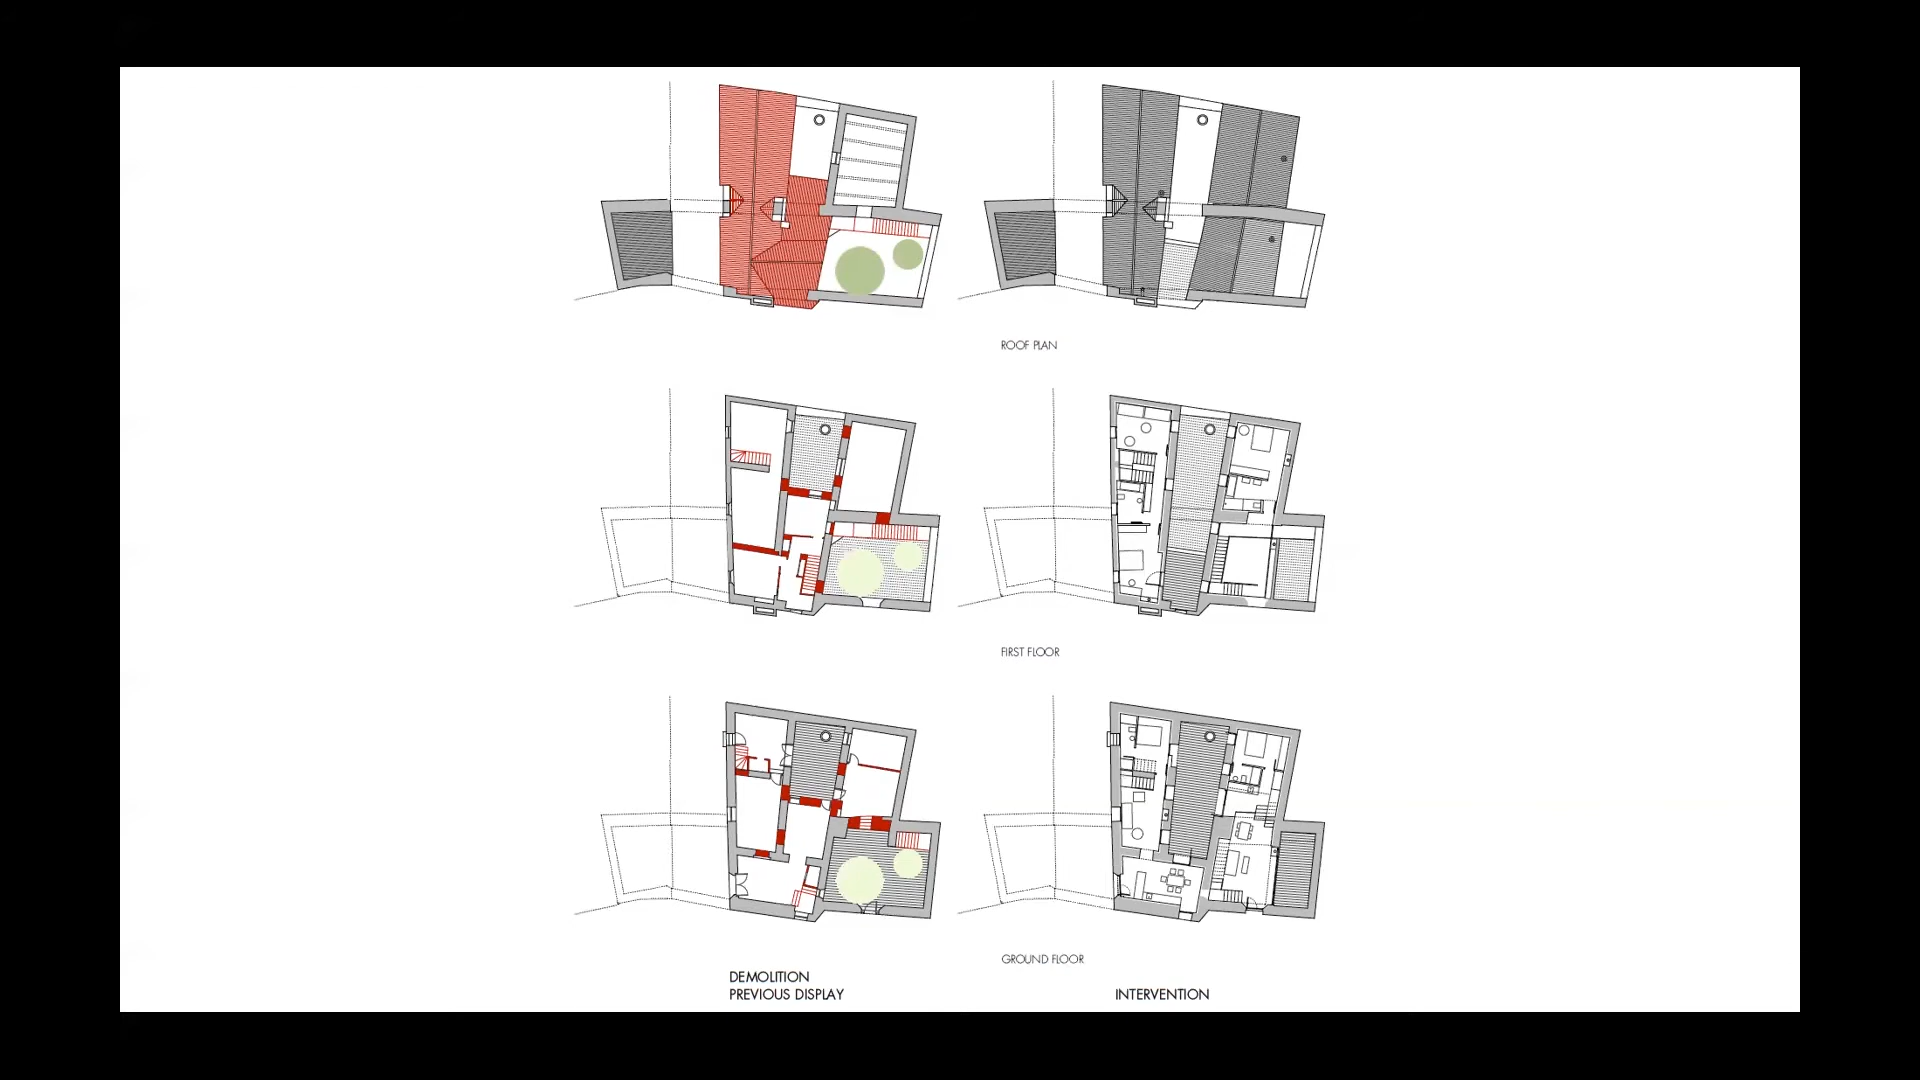 ROOF PLAN
FIRST FLOOR
GROUND FLOOR
DEMOLITION
PREVIOUS DISPLAY
INTERVENTION